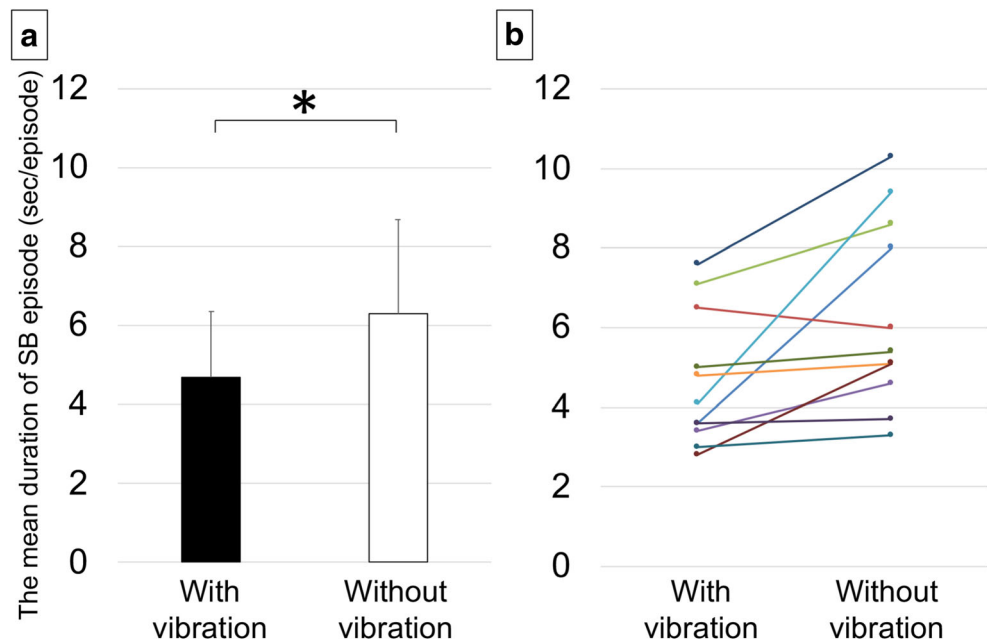 a
The mean duration of SB episode (sec/episode)
12
10
8
6
4
2
0
*
With
vibration
Without
vibration
b
12
10
8
6
4
2
0
With
vibration
Without
vibration